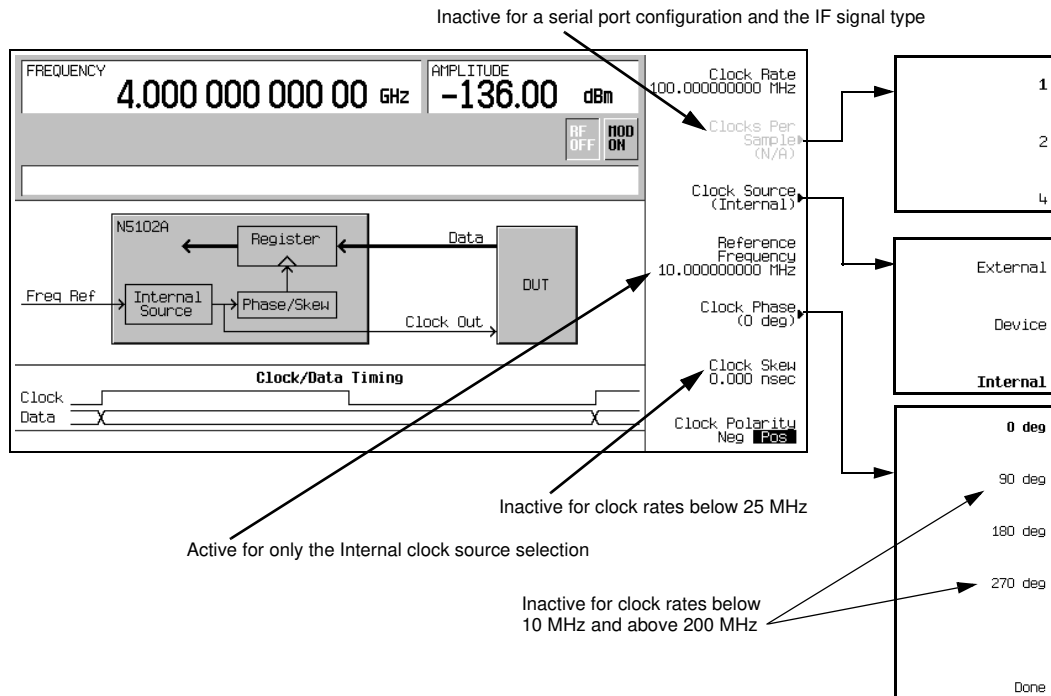 Inactive for a serial port configuration and the IF signal type
FREQUENCY
4.000 000 000 00 GHz
AMPLITUDE
-136.00 dBm
RF
OFF
MOD
ON
N5102A
Register
Data
DUT
Freq Ref
Internal
Source
Phase/Skew
Clock Out
Clock/Data Timing
Clock
Data
Clock Rate
100.000000000 MHz
Clocks Per
Sample
(N/A)
Clock Source
(Internal)
Reference
Frequency
10.000000000 MHz
Clock Phase
(0 deg)
Clock Skew
0.000 nsec
Clock Polarity
Neg Pos
1
2
4
External
Device
Internal
0 deg
90 deg
180 deg
270 deg
Done
Inactive for clock rates below 25 MHz
Active for only the Internal clock source selection
Inactive for clock rates below
10 MHz and above 200 MHz